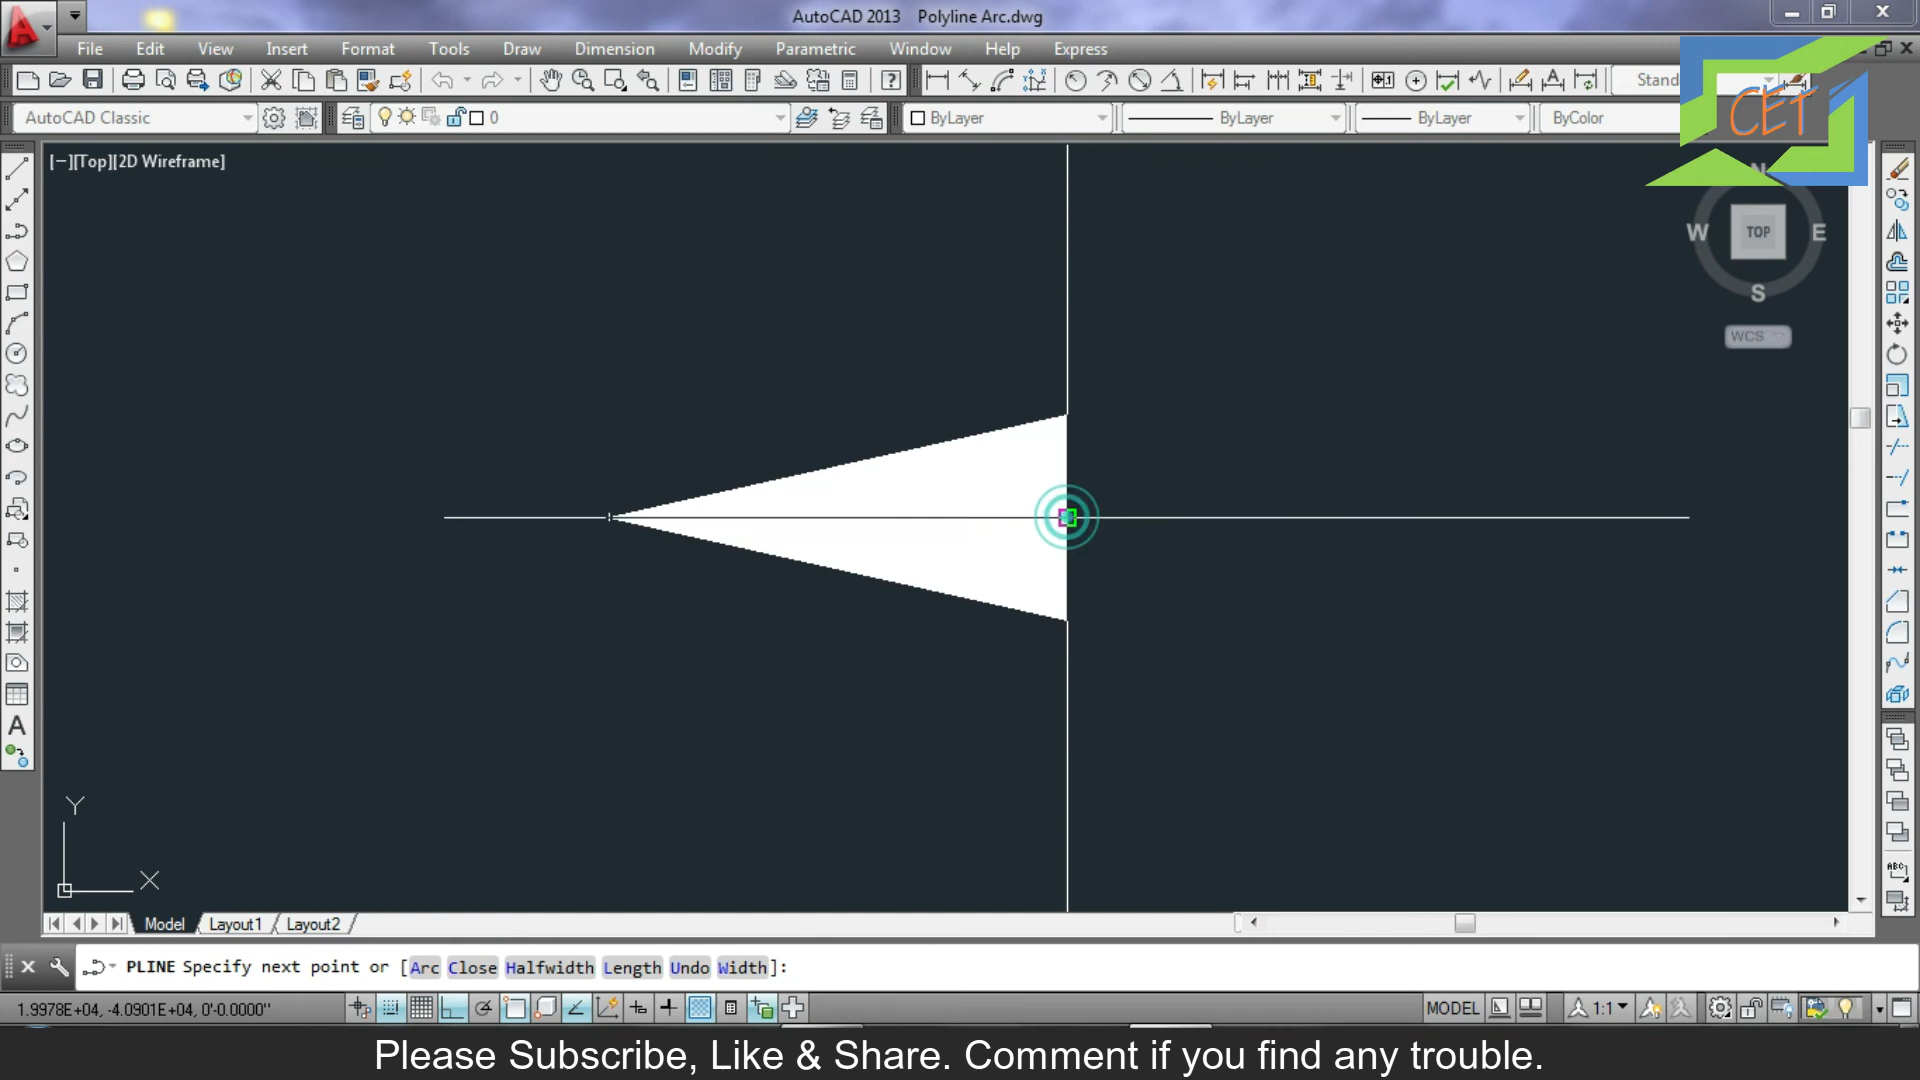 AutoCAD 2013 Polyline Arc.dwg
File Edit View Insert Format Tools Draw Dimension Modify Parametric Window Help Express
Stand
AutoCAD Classic 0 ByLayer ByLayer ByLayer ByColor
CET
[−][Top][2D Wireframe]
N
W TOP E
S
WCS
A
Y
X
ABC
Model Layout1 Layout2
PLINE Specify next point or [Arc Close Halfwidth Length Undo Width]:
1.9978E+04, -4.0901E+04, 0'-0.0000" MODEL 1:1
Please Subscribe, Like & Share. Comment if you find any trouble.